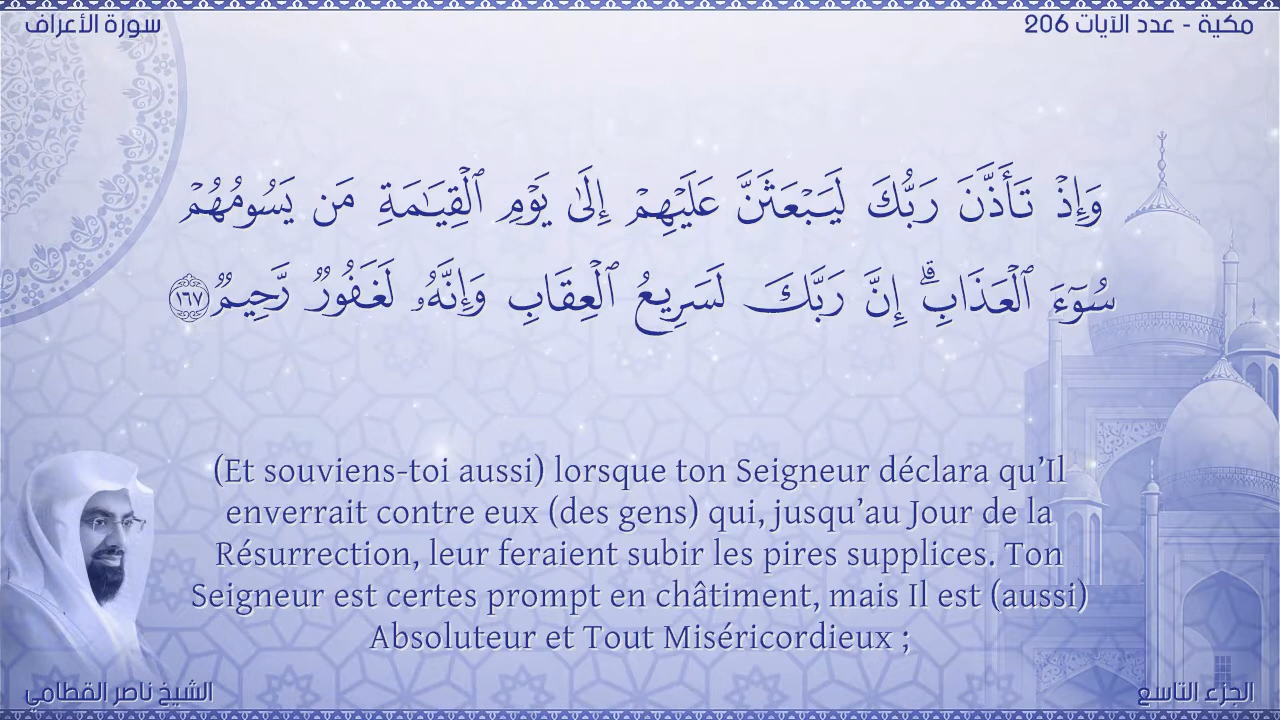 سورة الأعراف
مكية - عدد الآيات 206
وَإِذْ تَأَذَّنَ رَبُّكَ لَيَبْعَثَنَّ عَلَيْهِمْ إِلَىٰ يَوْمِ ٱلْقِيَـٰمَةِ مَن يَسُومُهُمْ
سُوٓءَ ٱلْعَذَابِ ۗ إِنَّ رَبَّكَ لَسَرِيعُ ٱلْعِقَابِ وَإِنَّهُۥ لَغَفُورٌ رَّحِيمٌ ١٦٧
(Et souviens-toi aussi) lorsque ton Seigneur déclara qu’Il
enverrait contre eux (des gens) qui, jusqu’au Jour de la
Résurrection, leur feraient subir les pires supplices. Ton
Seigneur est certes prompt en châtiment, mais Il est (aussi)
Absoluteur et Tout Miséricordieux ;
الشيخ ناصر القطامي
الجزء التاسع